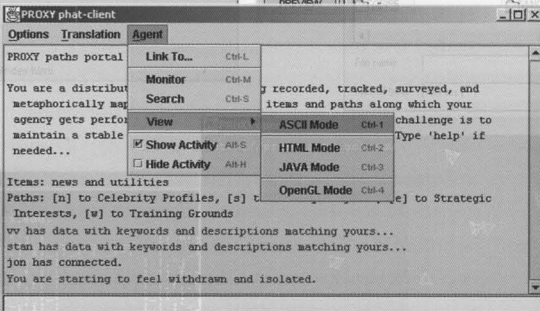 PROXY phat-client
Options Translation Agent
PROXY paths portal
Link To... Ctrl-L
Monitor Ctrl-M
Search Ctrl-S
View
Show Activity Alt-S
Hide Activity Alt-H
ASCII Mode Ctrl-1
HTML Mode Ctrl-2
JAVA Mode Ctrl-3
OpenGL Mode Ctrl-4
You are a distribut g recorded, tracked, surveyed, and
metaphorically map items and paths along which your
agency gets perfor challenge is to
maintain a stable Type 'help' if
needed...
Items: news and utilities
Paths: [n] to Celebrity Profiles, [s] t e] to Strategic
Interests, [w] to Training Grounds
vv has data with keywords and descriptions matching yours...
stan has data with keywords and descriptions matching yours...
jon has connected.
You are starting to feel withdrawn and isolated.